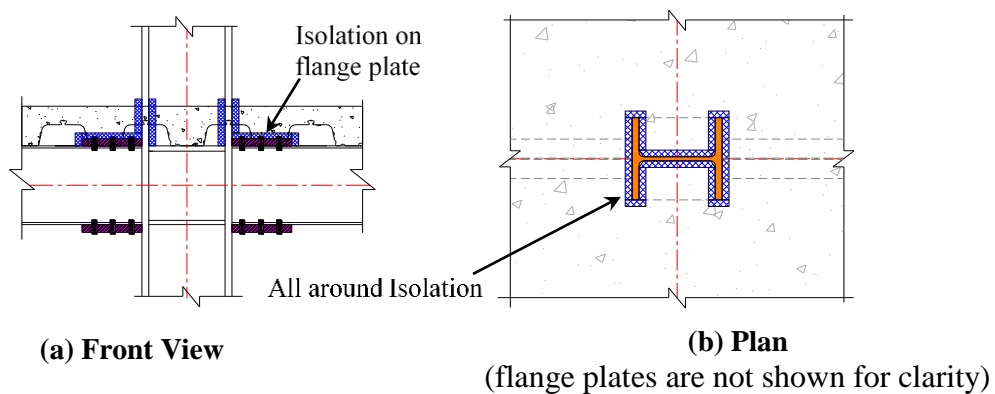 Isolation on
flange plate
All around Isolation
(a) Front View
(b) Plan
(flange plates are not shown for clarity)